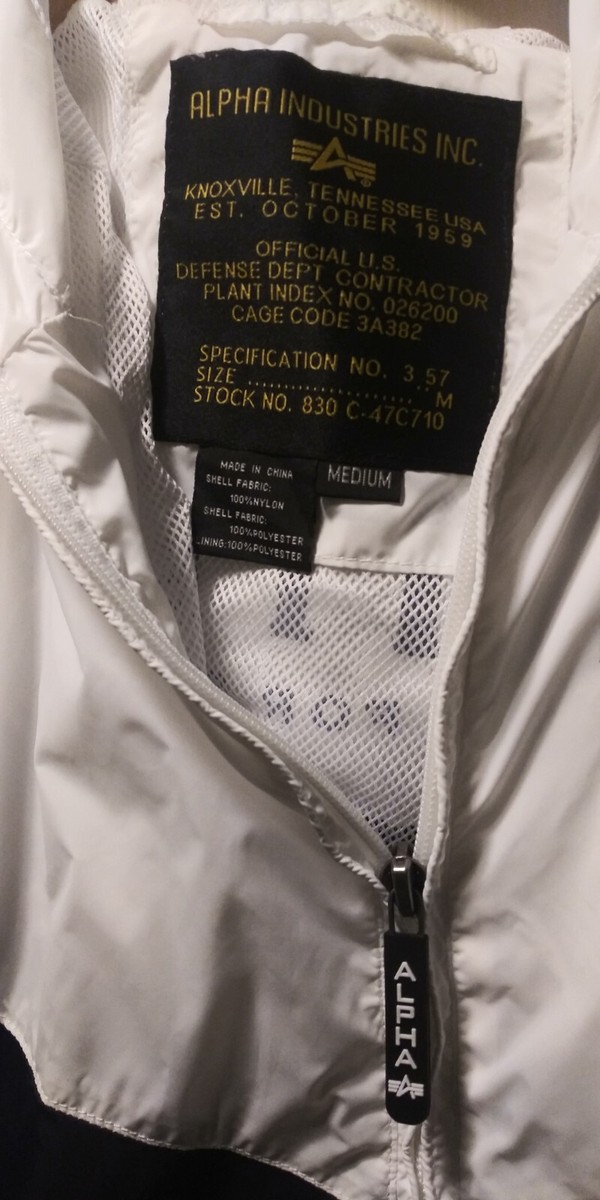 ALPHA INDUSTRIES INC.
KNOXVILLE, TENNESSEE USA
EST. OCTOBER 1959
OFFICIAL U.S.
DEFENSE DEPT CONTRACTOR
PLANT INDEX NO. 026200
CAGE CODE 3A382
SPECIFICATION NO. 3 57
SIZE ........................ M
STOCK NO. 830 C-47C710
MADE IN CHINA
SHELL FABRIC:
100%NYLON
SHELL FABRIC:
100%POLYESTER
LINING:100%POLYESTER
MEDIUM
ALPHA